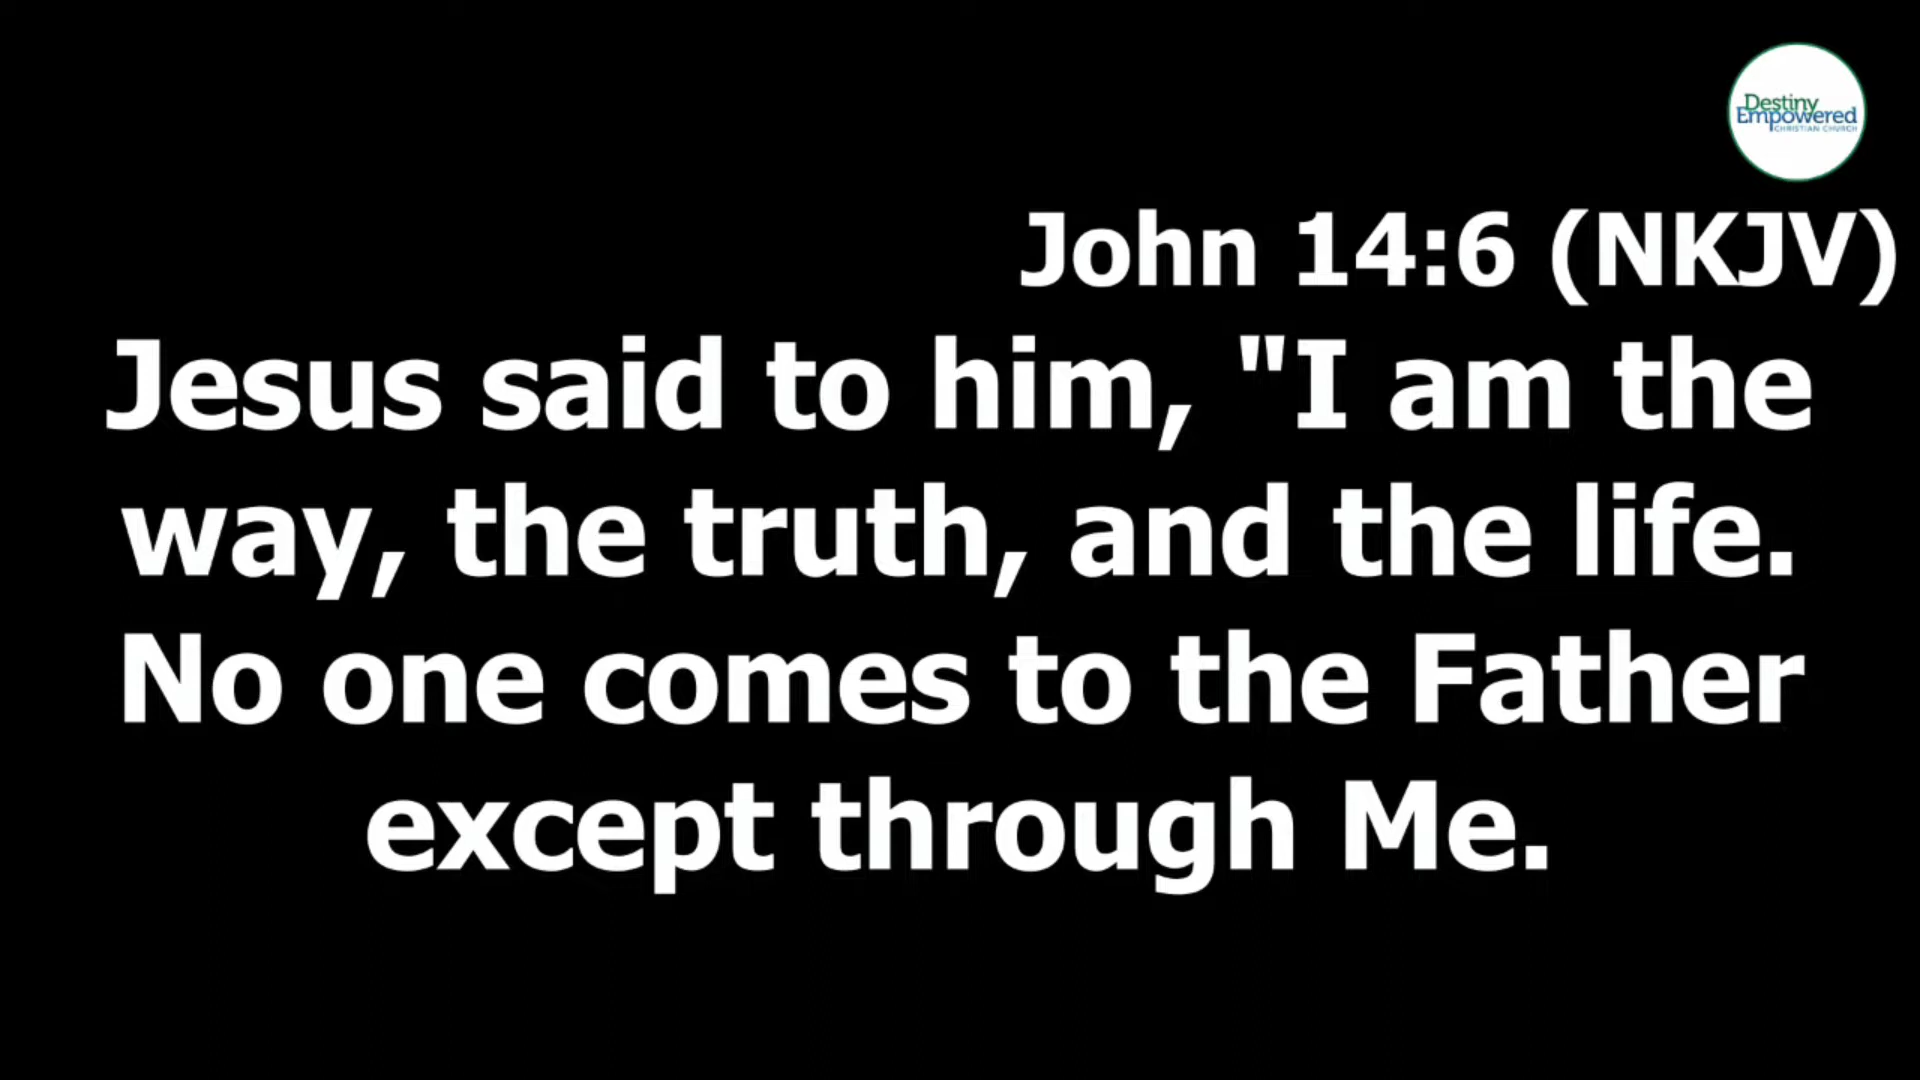 Destiny
Empowered
CHRISTIAN CHURCH
John 14:6 (NKJV)
Jesus said to him, "I am the
way, the truth, and the life.
No one comes to the Father
except through Me.